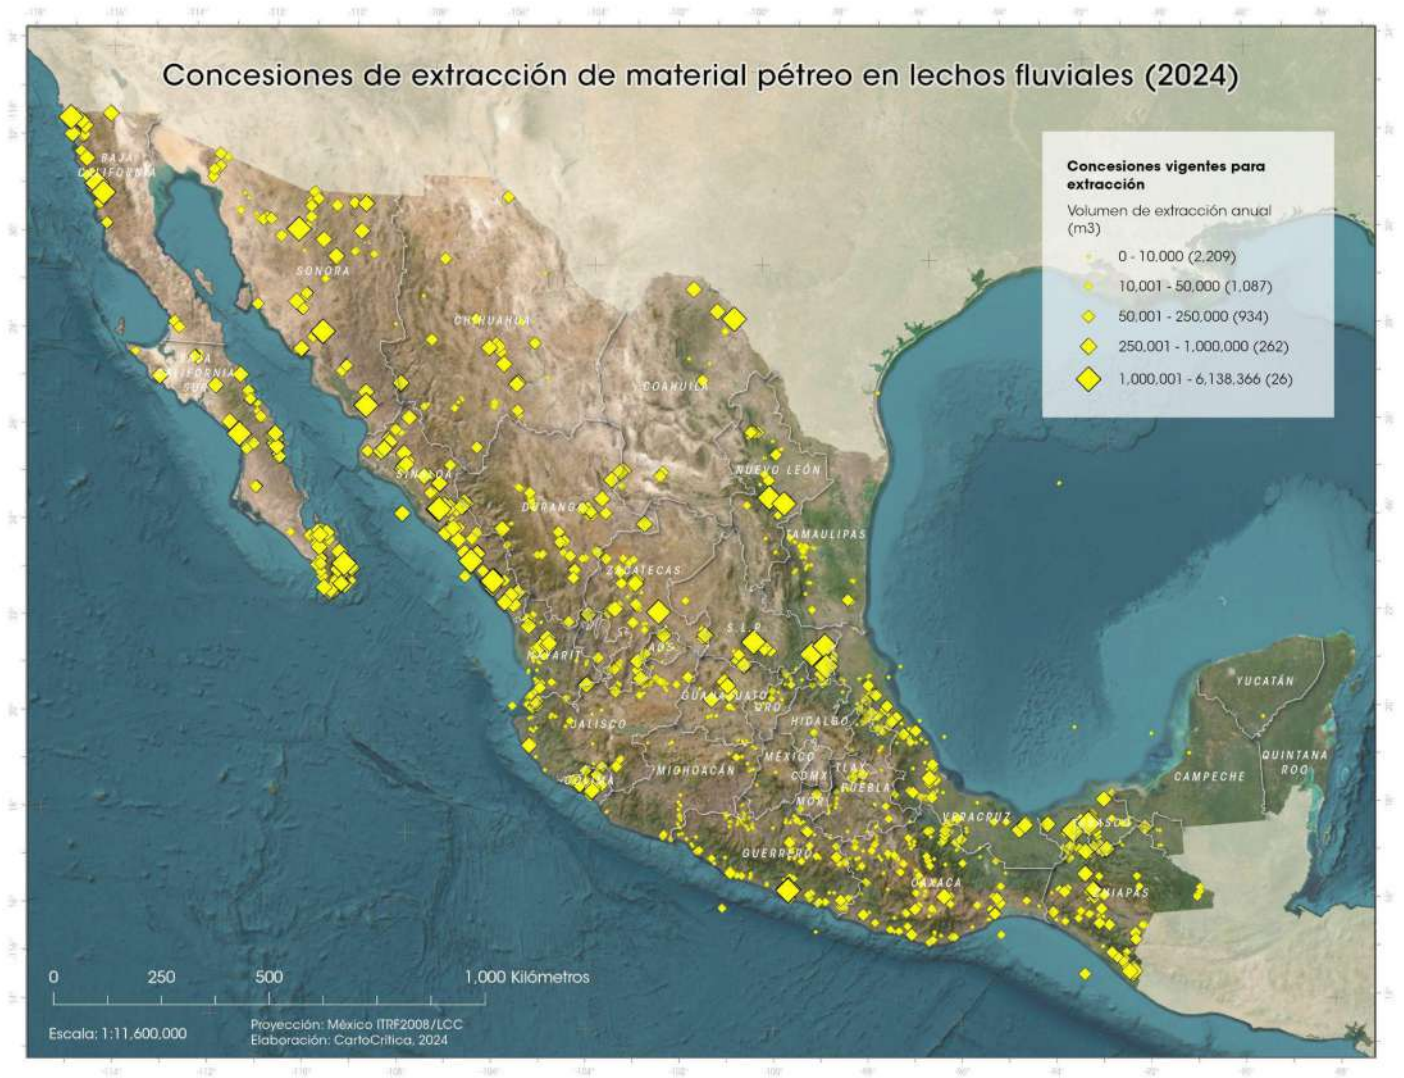 Concesiones de extracción de material pétreo en lechos fluviales (2024)
Concesiones vigentes para
extracción
Volumen de extracción anual
(m3)
0 - 10,000 (2,209)
10,001 - 50,000 (1,087)
50,001 - 250,000 (934)
250,001 - 1,000,000 (262)
1,000,001 - 6,138,366 (26)
BAJA
CALIFORNIA
SONORA
CHIHUAHUA
COAHUILA
BAJA
CALIFORNIA
SUR
SINALOA
NUEVO LEÓN
DURANGO
TAMAULIPAS
ZACATECAS
S.L.P.
AGS
NAYARIT
GUANAJUATO
QRO
YUCATÁN
JALISCO
HIDALGO
QUINTANA
ROO
MÉXICO
MICHOACÁN
CDMX
TLAX
CAMPECHE
COLIMA
PUEBLA
MOR
VERACRUZ
TABASCO
GUERRERO
OAXACA
CHIAPAS
0 250 500 1,000 Kilómetros
Escala: 1:11,600,000
Proyección: México ITRF2008/LCC
Elaboración: CartoCrítica, 2024